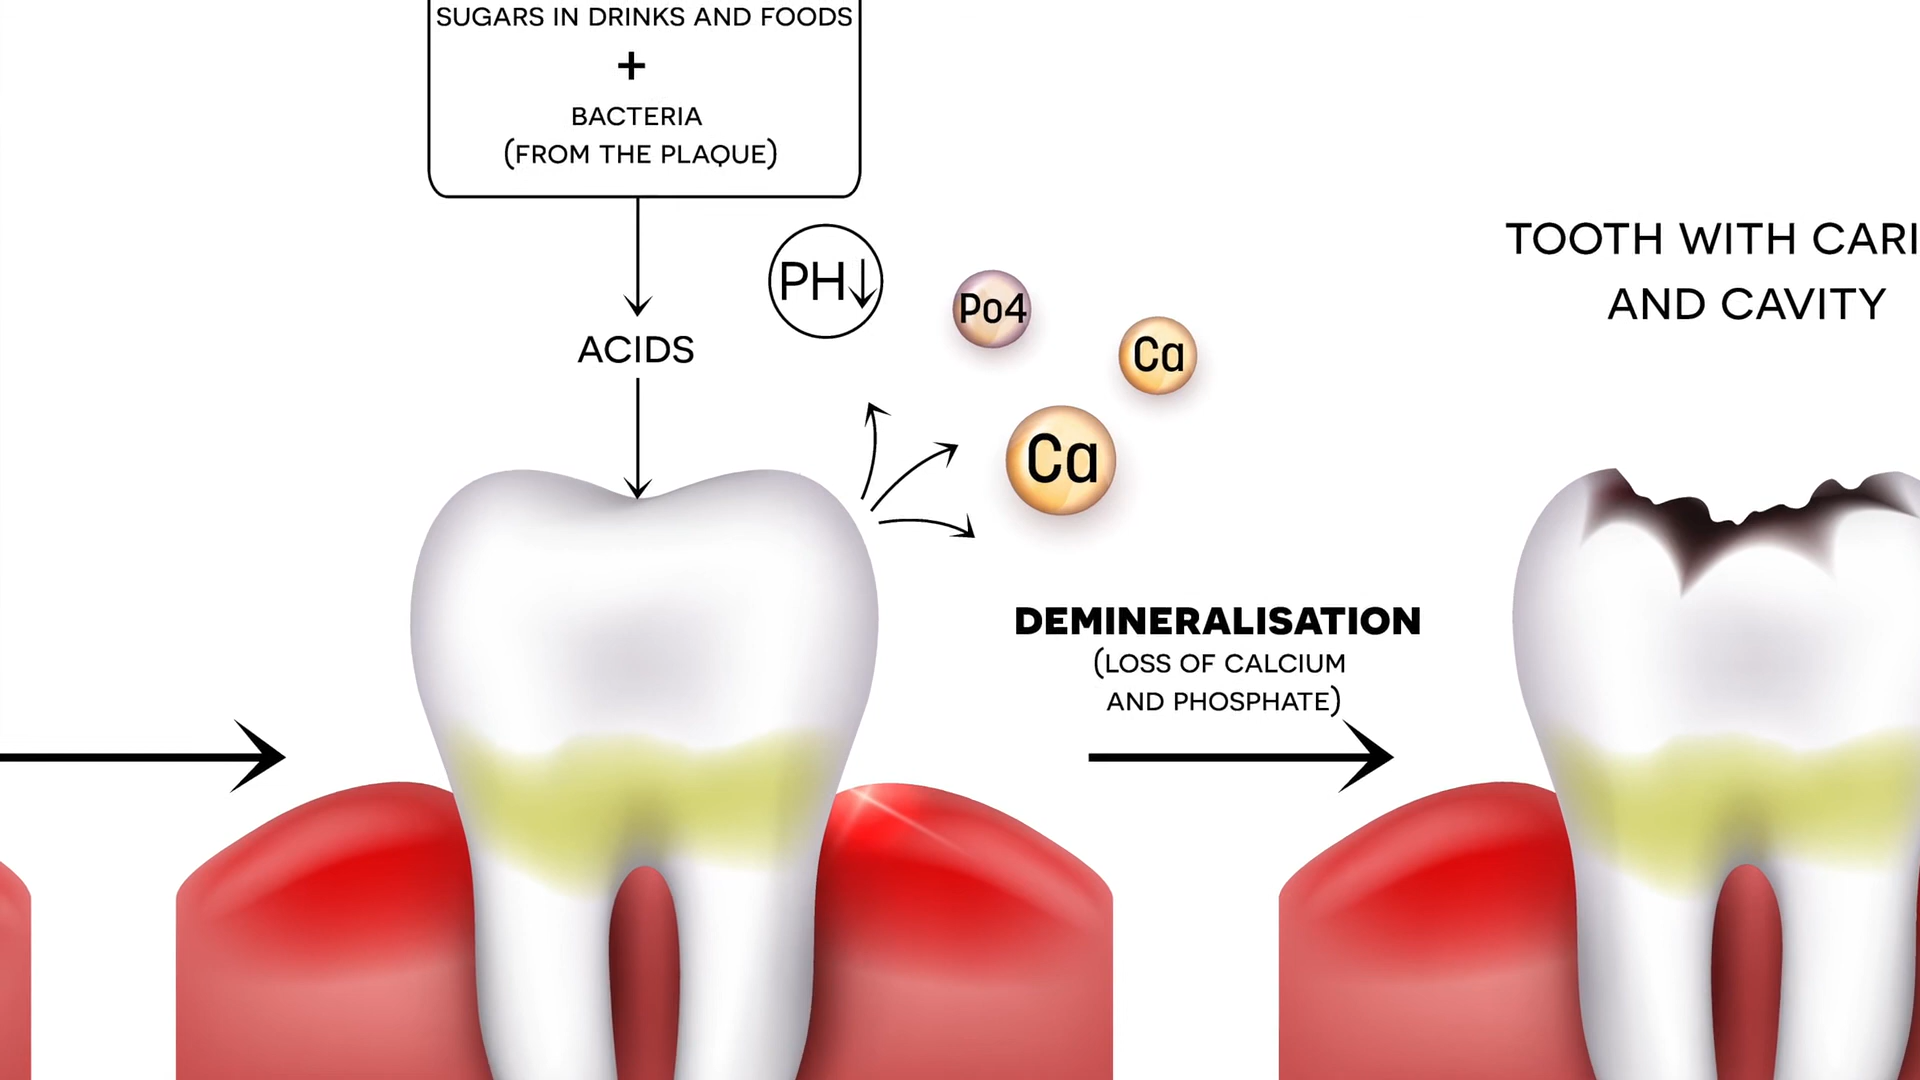 SUGARS IN DRINKS AND FOODS
+
BACTERIA
(FROM THE PLAQUE)
PH↓
ACIDS
Po4
Ca
Ca
DEMINERALISATION
(LOSS OF CALCIUM
AND PHOSPHATE)
TOOTH WITH CARI
AND CAVITY